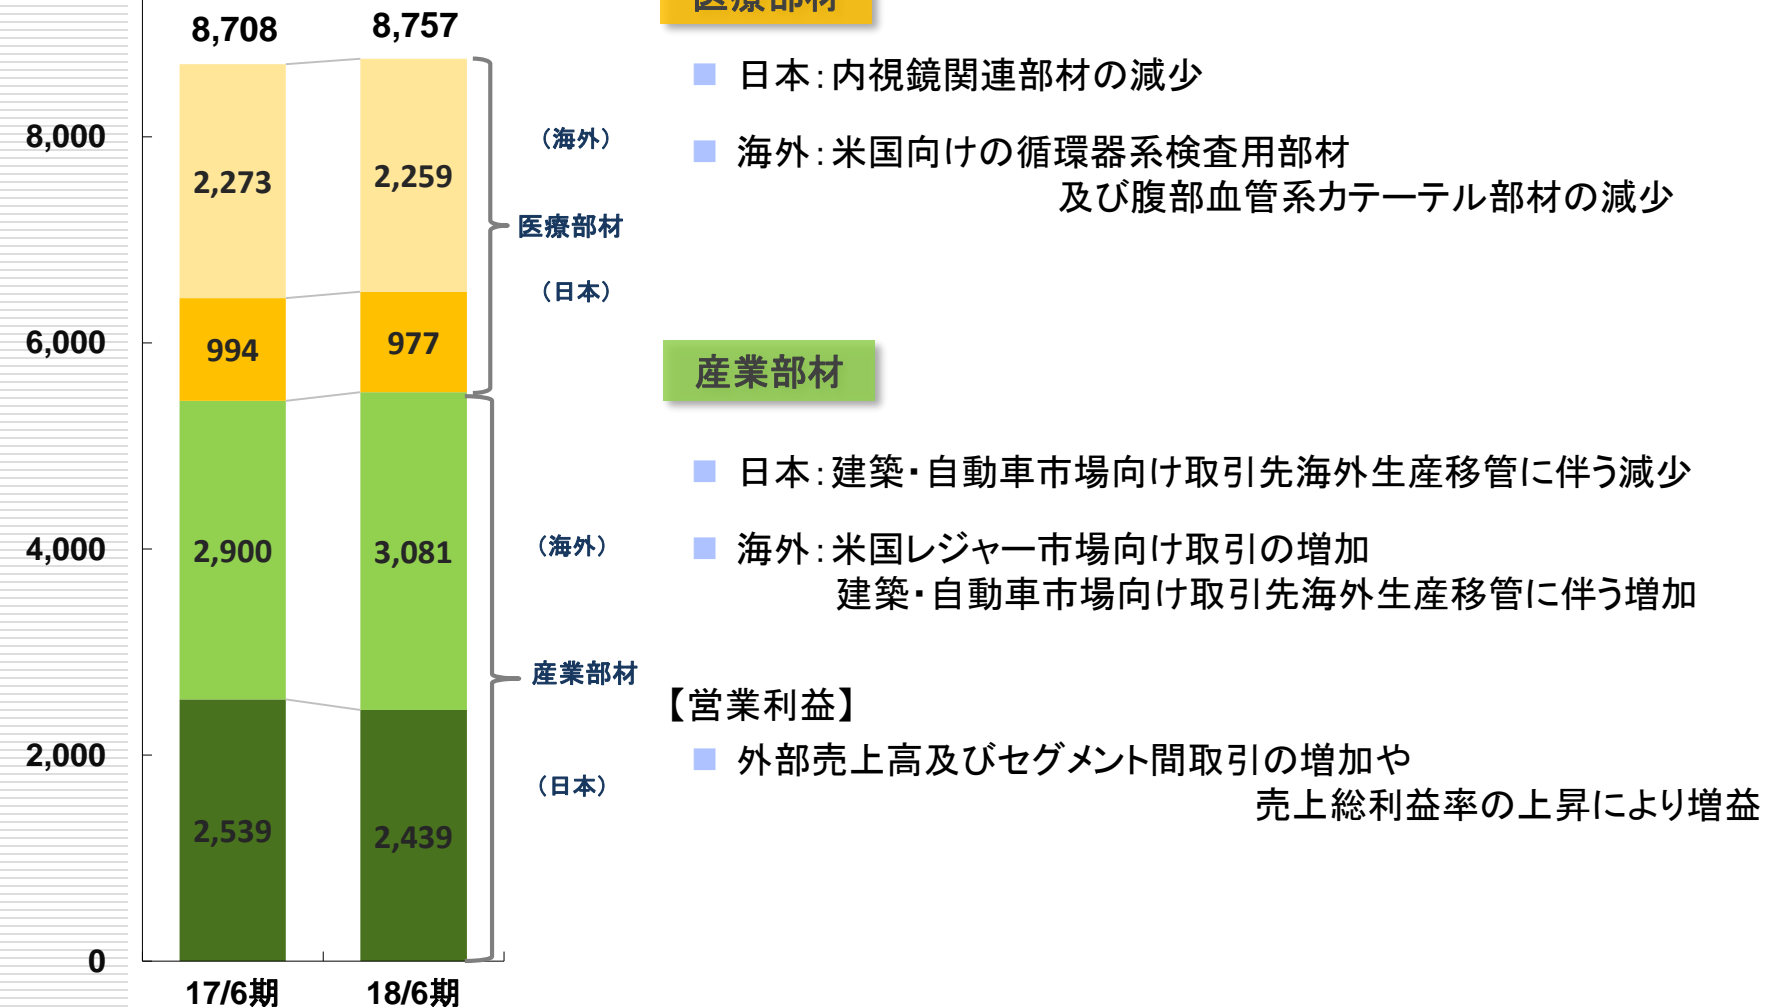 8,708
8,757
8,000
6,000
4,000
2,000
0
2,273
2,259
994
977
2,900
3,081
2,539
2,439
17/6期
18/6期
（海外）
医療部材
（日本）
（海外）
産業部材
（日本）
医療部材
日本：内視鏡関連部材の減少
海外：米国向けの循環器系検査用部材
及び腹部血管系カテーテル部材の減少
産業部材
日本：建築・自動車市場向け取引先海外生産移管に伴う減少
海外：米国レジャー市場向け取引の増加
建築・自動車市場向け取引先海外生産移管に伴う増加
【営業利益】
外部売上高及びセグメント間取引の増加や
売上総利益率の上昇により増益